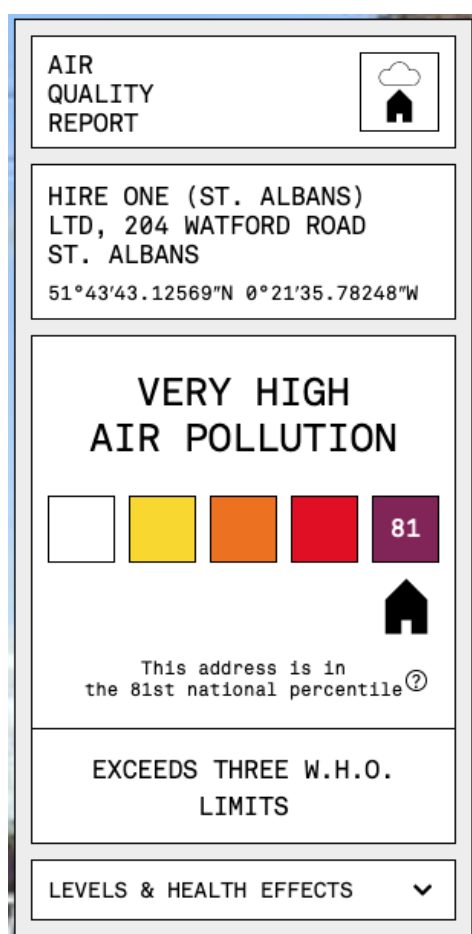 AIR
QUALITY
REPORT
HIRE ONE (ST. ALBANS)
LTD, 204 WATFORD ROAD
ST. ALBANS
51°43′43.12569″N 0°21′35.78248″W
VERY HIGH
AIR POLLUTION
81
This address is in
the 81st national percentile?
EXCEEDS THREE W.H.O.
LIMITS
LEVELS & HEALTH EFFECTS